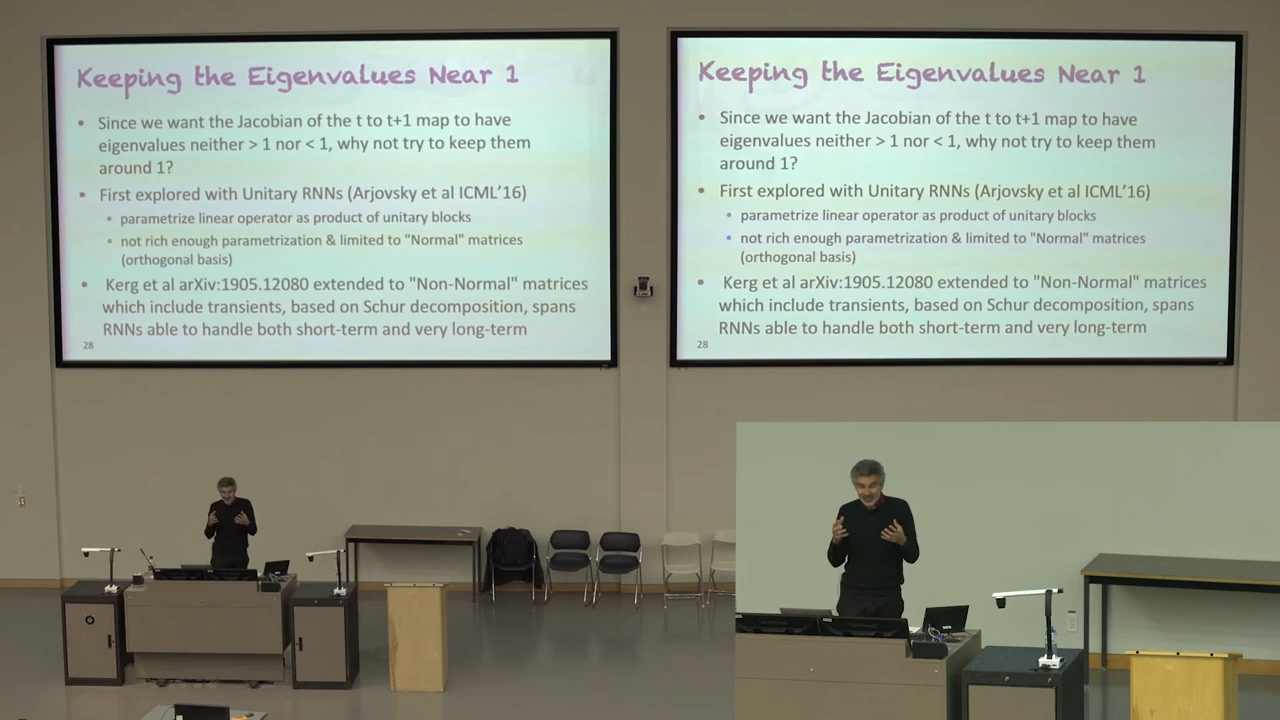 Keeping the Eigenvalues Near 1
• Since we want the Jacobian of the t to t+1 map to have
eigenvalues neither > 1 nor < 1, why not try to keep them
around 1?
• First explored with Unitary RNNs (Arjovsky et al ICML'16)
• parametrize linear operator as product of unitary blocks
• not rich enough parametrization & limited to "Normal" matrices
(orthogonal basis)
• Kerg et al arXiv:1905.12080 extended to "Non-Normal" matrices
which include transients, based on Schur decomposition, spans
RNNs able to handle both short-term and very long-term
28
Keeping the Eigenvalues Near 1
• Since we want the Jacobian of the t to t+1 map to have
eigenvalues neither > 1 nor < 1, why not try to keep them
around 1?
• First explored with Unitary RNNs (Arjovsky et al ICML'16)
• parametrize linear operator as product of unitary blocks
• not rich enough parametrization & limited to "Normal" matrices
(orthogonal basis)
• Kerg et al arXiv:1905.12080 extended to "Non-Normal" matrices
which include transients, based on Schur decomposition, spans
RNNs able to handle both short-term and very long-term
28